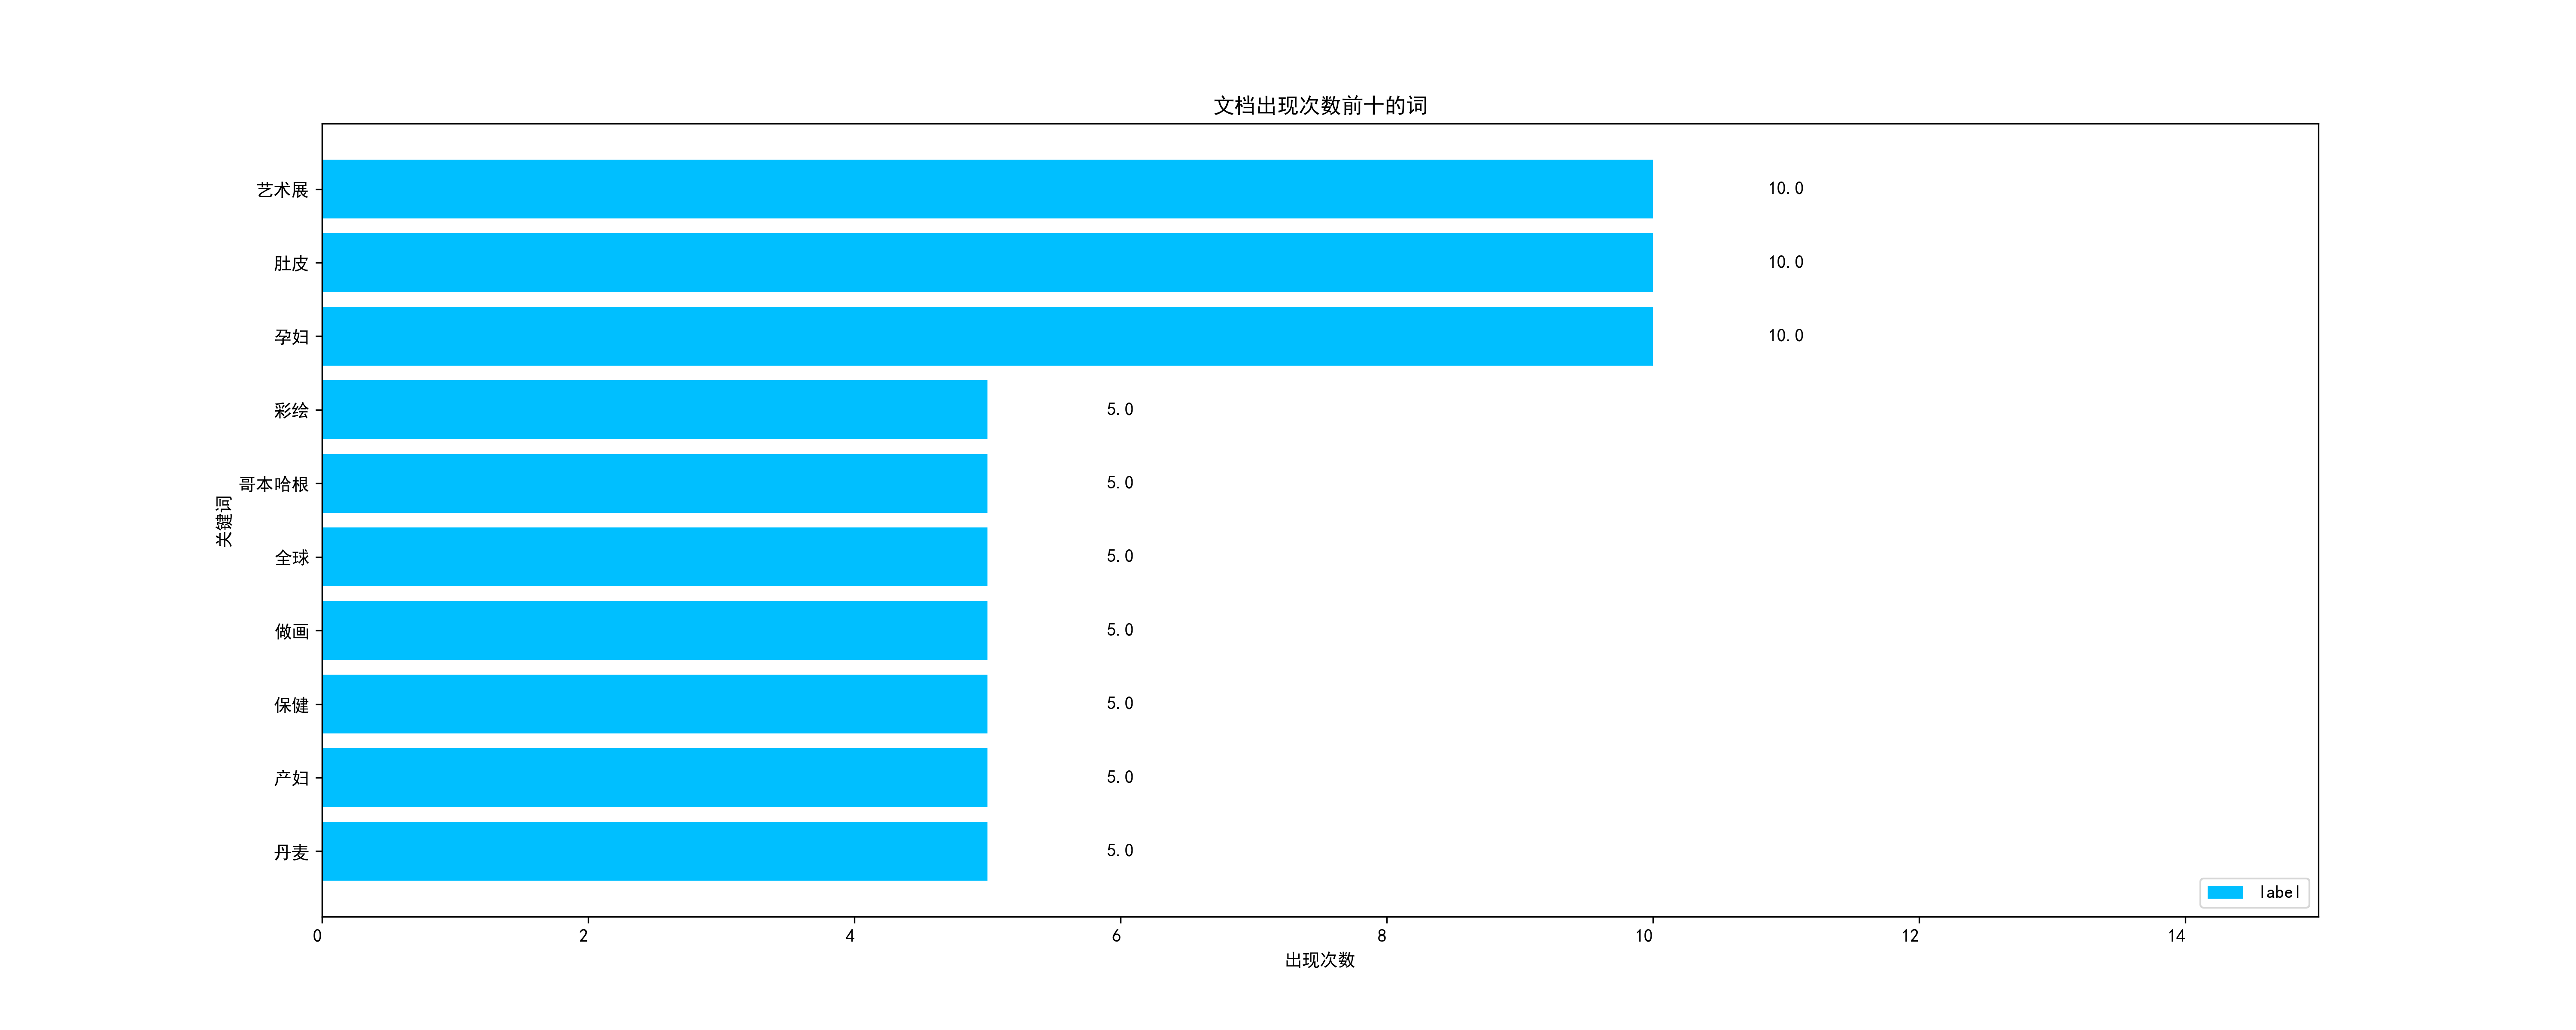 文档出现次数前十的词
艺术展 10.0
肚皮 10.0
孕妇 10.0
彩绘 5.0
哥本哈根 5.0
关键词
全球 5.0
做画 5.0
保健 5.0
产妇 5.0
丹麦 5.0
label
0 2 4 6 8 10 12 14
出现次数